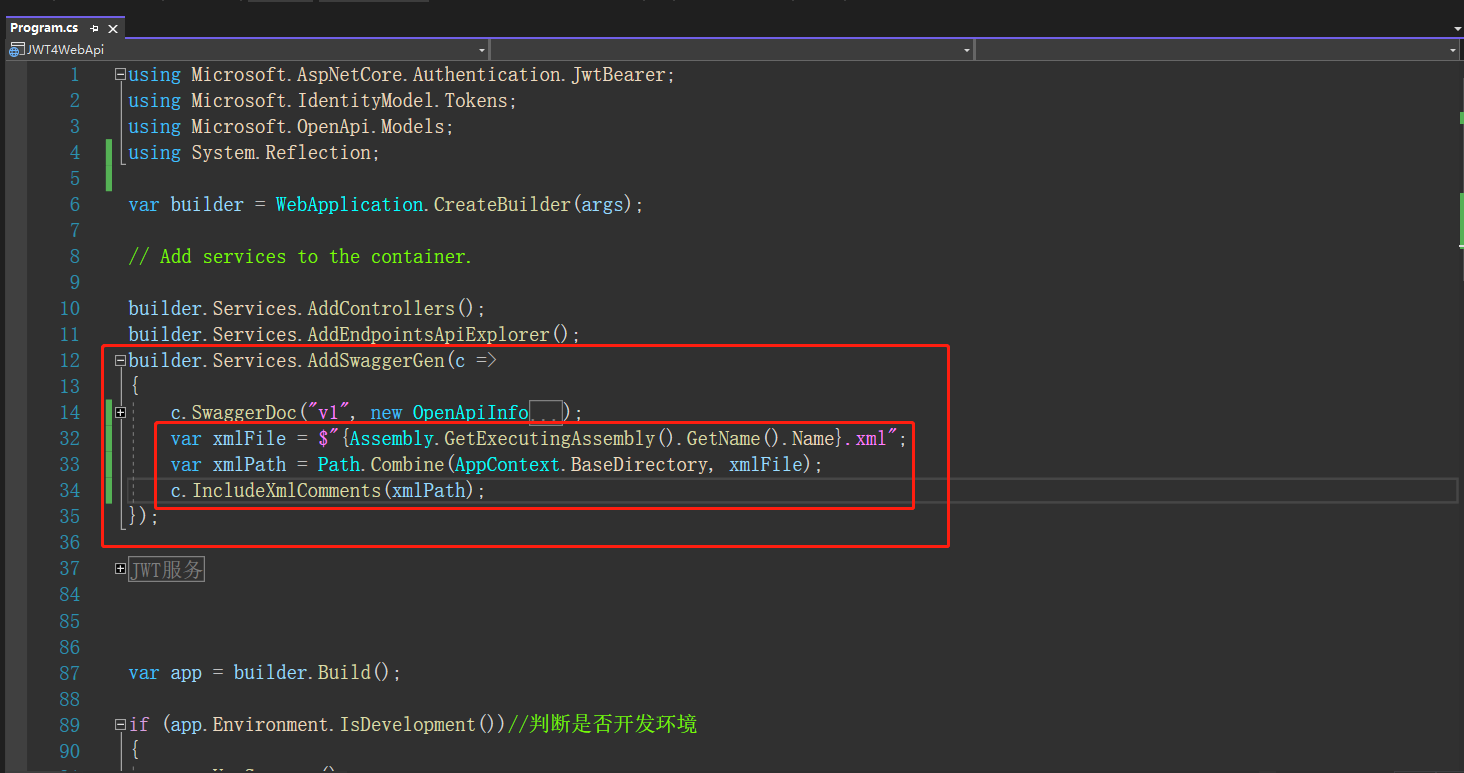 Program.cs
JWT4WebApi
1 using Microsoft.AspNetCore.Authentication.JwtBearer;
2 using Microsoft.IdentityModel.Tokens;
3 using Microsoft.OpenApi.Models;
4 using System.Reflection;
5
6 var builder = WebApplication.CreateBuilder(args);
7
8 // Add services to the container.
9
10 builder.Services.AddControllers();
11 builder.Services.AddEndpointsApiExplorer();
12 builder.Services.AddSwaggerGen(c =>
13 {
14 c.SwaggerDoc("v1", new OpenApiInfo...);
32 var xmlFile = $"{Assembly.GetExecutingAssembly().GetName().Name}.xml";
33 var xmlPath = Path.Combine(AppContext.BaseDirectory, xmlFile);
34 c.IncludeXmlComments(xmlPath);
35 });
36
37 JWT服务
84
85
86
87 var app = builder.Build();
88
89 if (app.Environment.IsDevelopment())//判断是否开发环境
90 {